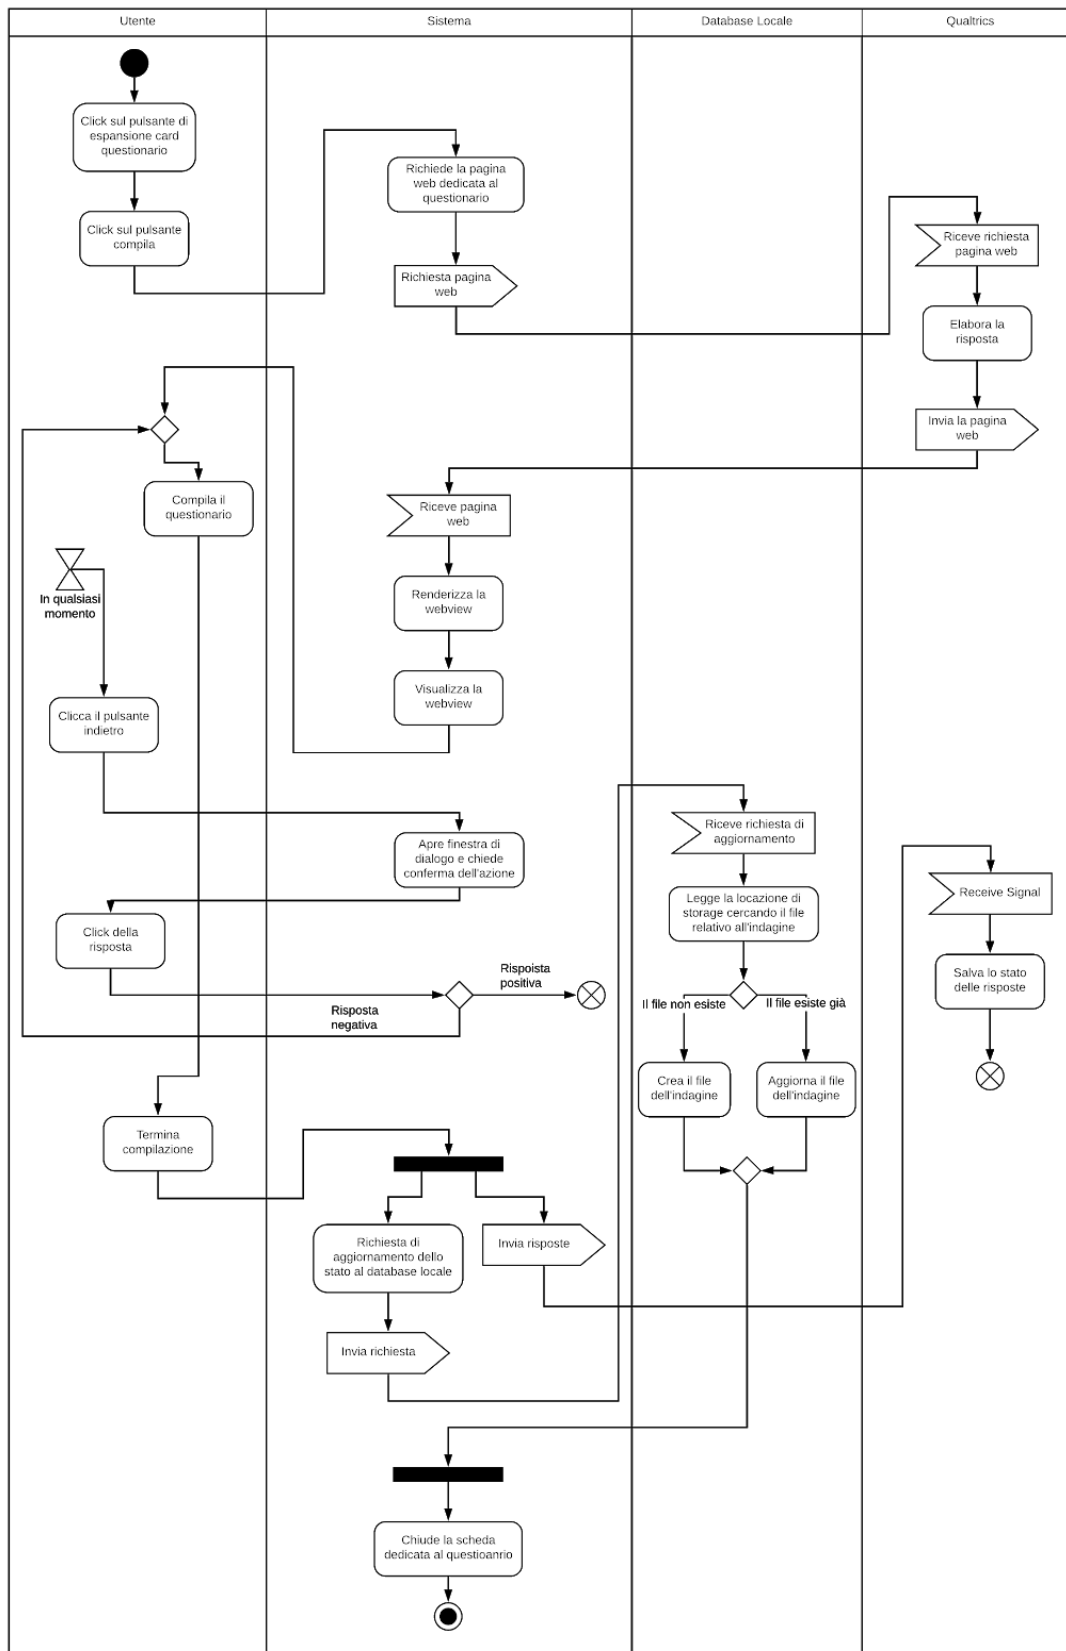 Utente
Sistema
Database Locale
Qualtrics
Click sul pulsante di
espansione card
questionario
Click sul pulsante
compila
Richiede la pagina
web dedicata al
questionario
Richiesta pagina
web
Riceve richiesta
pagina web
Elabora la
risposta
Invia la pagina
web
Riceve pagina
web
Renderizza la
webview
Visualizza la
webview
Compila il
questionario
In qualsiasi
momento
Clicca il pulsante
indietro
Apre finestra di
dialogo e chiede
conferma dell'azione
Click della
risposta
Rispoista
positiva
Risposta
negativa
Termina
compilazione
Richiesta di
aggiornamento dello
stato al database locale
Invia risposte
Invia richiesta
Riceve richiesta di
aggiornamento
Legge la locazione di
storage cercando il file
relativo all'indagine
Il file non esiste
Il file esiste già
Crea il file
dell'indagine
Aggiorna il file
dell'indagine
Receive Signal
Salva lo stato
delle risposte
Chiude la scheda
dedicata al questioanrio